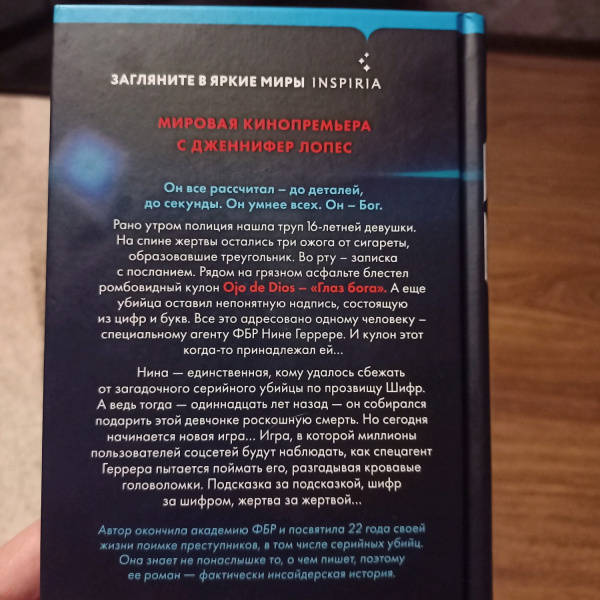 ЗАГЛЯНИТЕ В ЯРКИЕ МИРЫ INSPIRIA
МИРОВАЯ КИНОПРЕМЬЕРА
С ДЖЕННИФЕР ЛОПЕС
Он все рассчитал – до деталей,
до секунды. Он умнее всех. Он – Бог.
Рано утром полиция нашла труп 16-летней девушки.
На спине жертвы остались три ожога от сигареты,
образовавшие треугольник. Во рту – записка
с посланием. Рядом на грязном асфальте блестел
ромбовидный кулон Ojo de Dios – «Глаз бога». А еще
убийца оставил непонятную надпись, состоящую
из цифр и букв. Все это адресовано одному человеку –
специальному агенту ФБР Нине Геррере. И кулон этот
когда-то принадлежал ей...
Нина — единственная, кому удалось сбежать
от загадочного серийного убийцы по прозвищу Шифр.
А ведь тогда — одиннадцать лет назад — он собирался
подарить этой девчонке роскошную смерть. Но сегодня
начинается новая игра... Игра, в которой миллионы
пользователей соцсетей будут наблюдать, как спецагент
Геррера пытается поймать его, разгадывая кровавые
головоломки. Подсказка за подсказкой, шифр
за шифром, жертва за жертвой...
Автор окончила академию ФБР и посвятила 22 года своей
жизни поимке преступников, в том числе серийных убийц.
Она знает не понаслышке то, о чем пишет, поэтому
ее роман – фактически инсайдерская история.